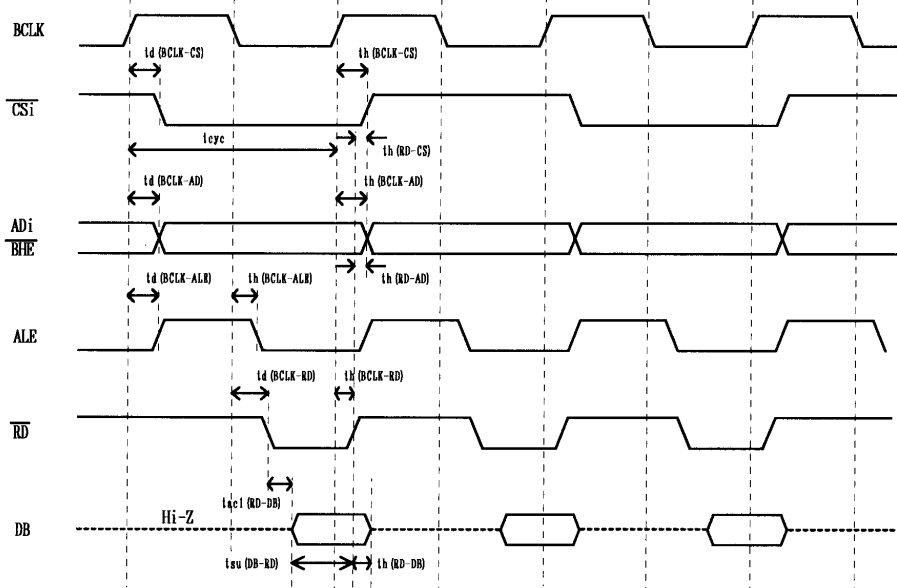 BCLK
td(BCLK-CS)
th(BCLK-CS)
CSi
tcyc
th(RD-CS)
td(BCLK-AD)
th(BCLK-AD)
ADi
BHE
th(RD-AD)
td(BCLK-ALE)
th(BCLK-ALE)
ALE
td(BCLK-RD)
th(BCLK-RD)
RD
tac1(RD-DB)
Hi-Z
DB
tsu(DB-RD)
th(RD-DB)